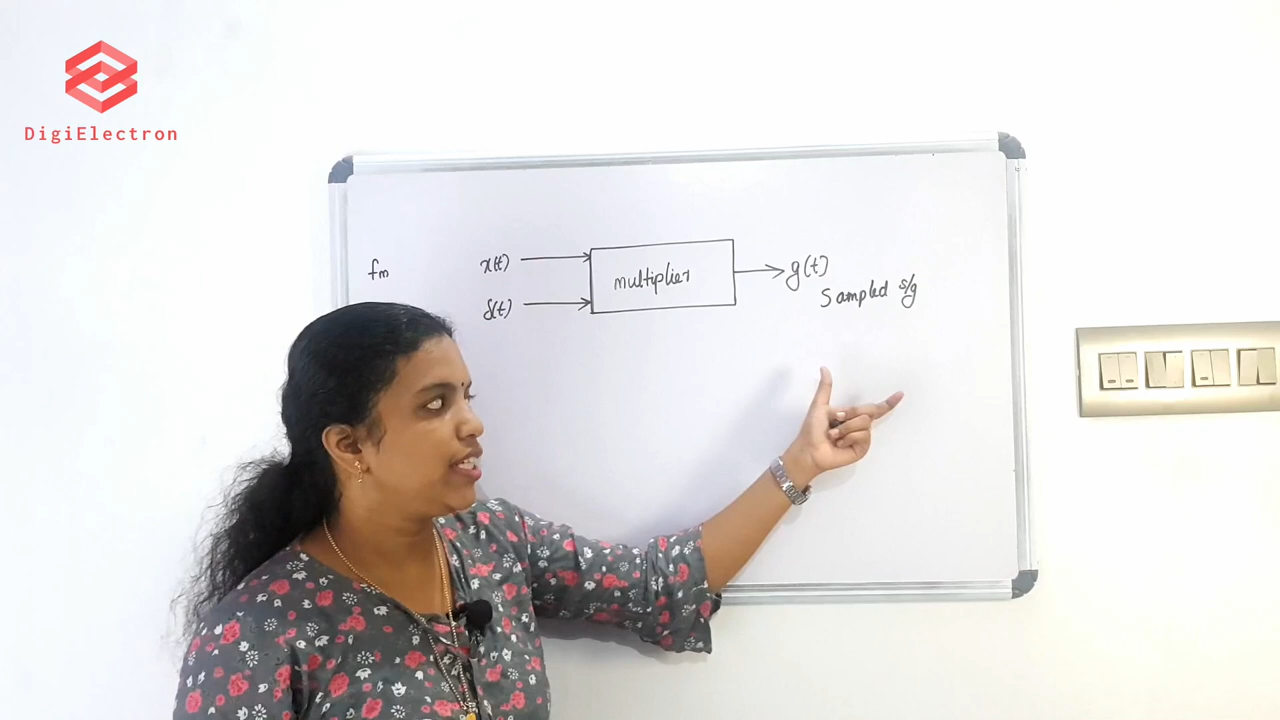 DigiElectron
fm
x(t)
multiplier
g(t)
δ(t)
Sampled s/g